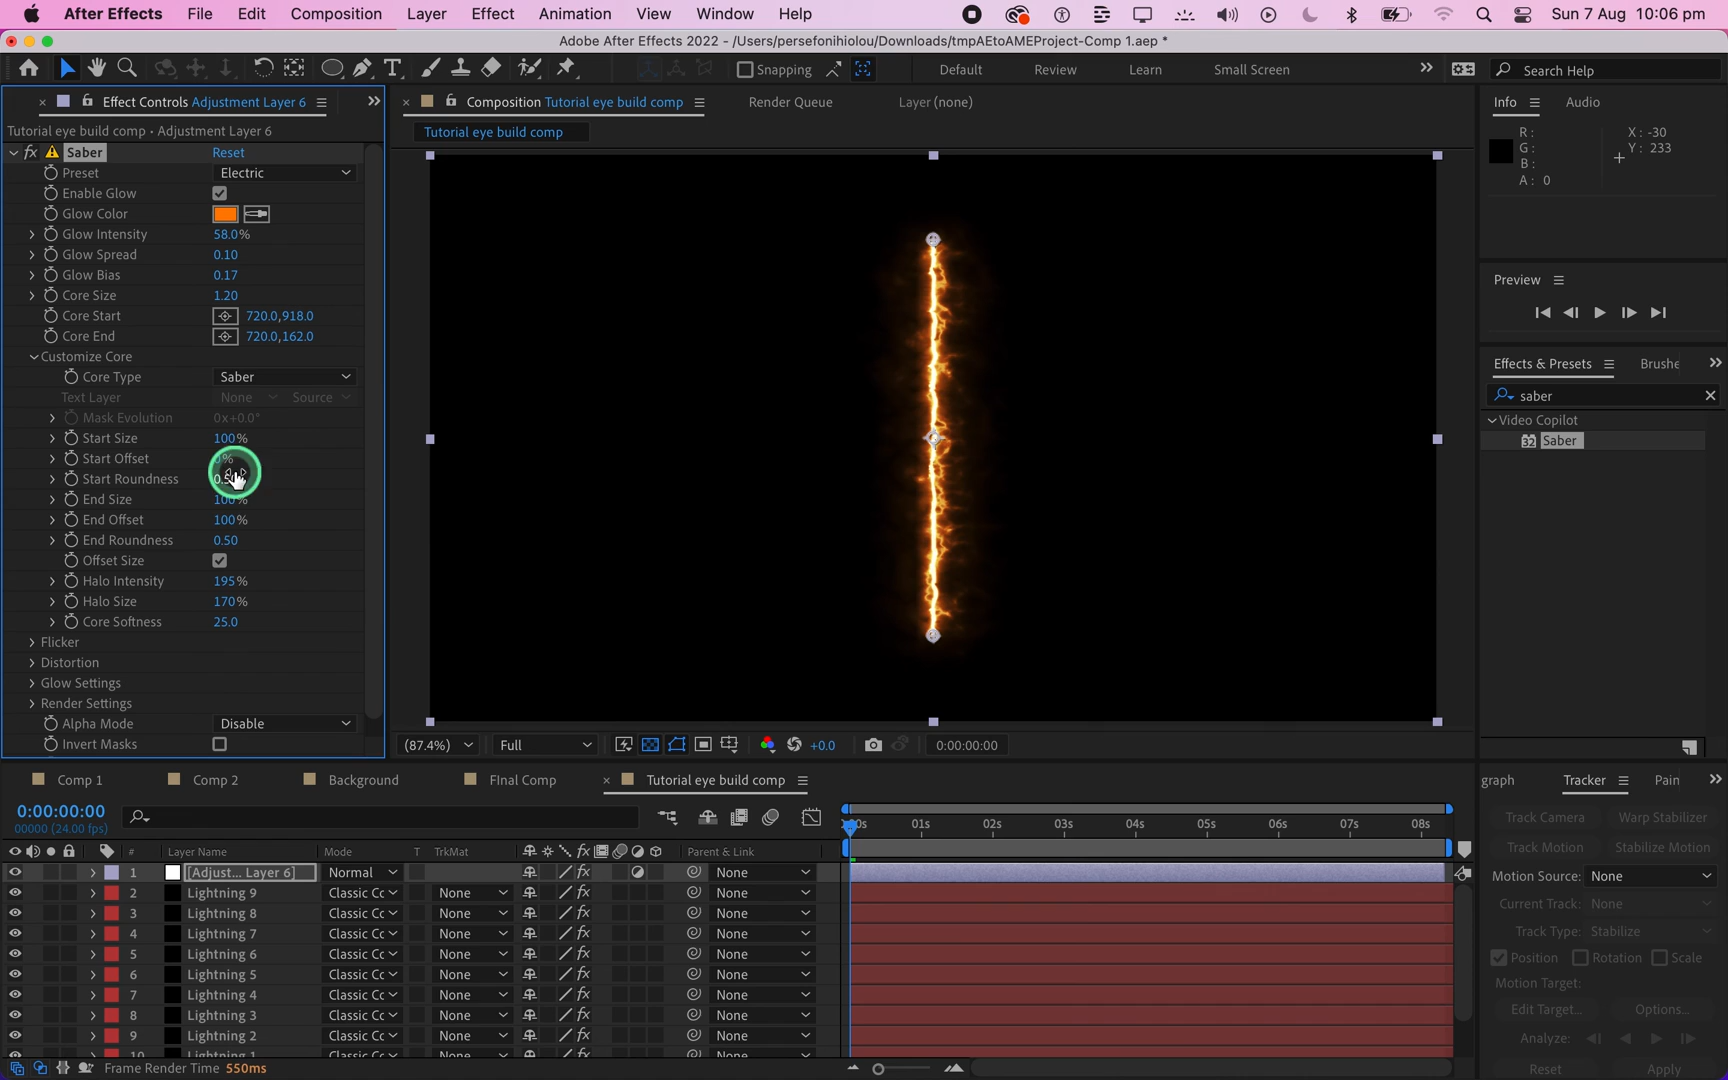 After Effects File Edit Composition Layer Effect Animation View Window Help Sun 7 Aug 10:06 pm
Adobe After Effects 2022 - /Users/persefonihiolou/Downloads/tmpAEtoAMEProject-Comp 1.aep *
Snapping Default Review Learn Small Screen Search Help
Effect Controls Adjustment Layer 6
Tutorial eye build comp • Adjustment Layer 6
fx Saber Reset
Preset Electric
Enable Glow
Glow Color
Glow Intensity 58.0%
Glow Spread 0.10
Glow Bias 0.17
Core Size 1.20
Core Start 720.0,918.0
Core End 720.0,162.0
Customize Core
Core Type Saber
Text Layer None Source
Mask Evolution 0x+0.0°
Start Size 100%
Start Offset
Start Roundness
End Size 100%
End Offset 100%
End Roundness 0.50
Offset Size
Halo Intensity 195%
Halo Size 170%
Core Softness 25.0
Flicker
Distortion
Glow Settings
Render Settings
Alpha Mode Disable
Invert Masks
Composition Tutorial eye build comp Render Queue Layer (none)
Tutorial eye build comp
(87.4%) Full +0.0 0:00:00:00
Info Audio
R: X: -30
G: Y: 233
B:
A: 0
Preview
Effects & Presets Brushe
saber
Video Copilot
32 Saber
Comp 1 Comp 2 Background FInal Comp Tutorial eye build comp
0:00:00:00
00000 (24.00 fps)
01s 02s 03s 04s 05s 06s 07s 08s
# Layer Name Mode T TrkMat Parent & Link
1 [Adjust... Layer 6] Normal None
2 Lightning 9 Classic Cc None None
3 Lightning 8 Classic Cc None None
4 Lightning 7 Classic Cc None None
5 Lightning 6 Classic Cc None None
6 Lightning 5 Classic Cc None None
7 Lightning 4 Classic Cc None None
8 Lightning 3 Classic Cc None None
9 Lightning 2 Classic Cc None None
10 Lightning 1 Classic Cc None None
Frame Render Time 550ms
graph Tracker Pain
Track Camera Warp Stabilizer
Track Motion Stabilize Motion
Motion Source: None
Current Track: None
Track Type: Stabilize
Position Rotation Scale
Motion Target:
Edit Target... Options...
Analyze:
Reset Apply